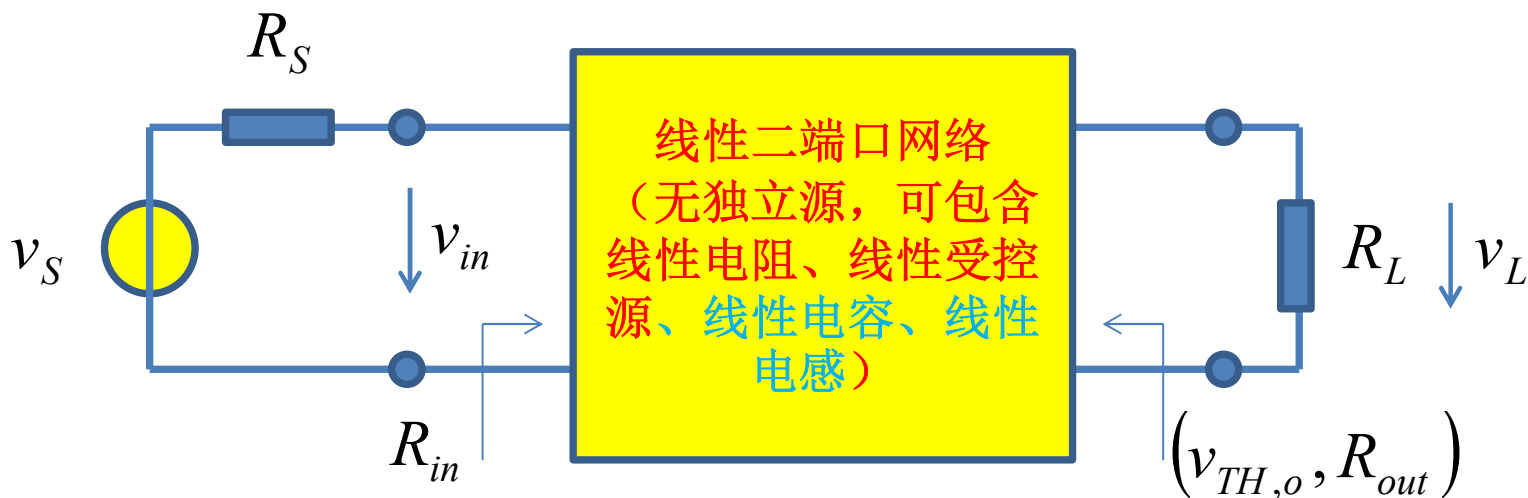 R_S
线性二端口网络
（无独立源，可包含
线性电阻、线性受控
源、线性电容、线性
电感）
v_S
v_in
R_L
v_L
R_in
(v_TH,o, R_out)